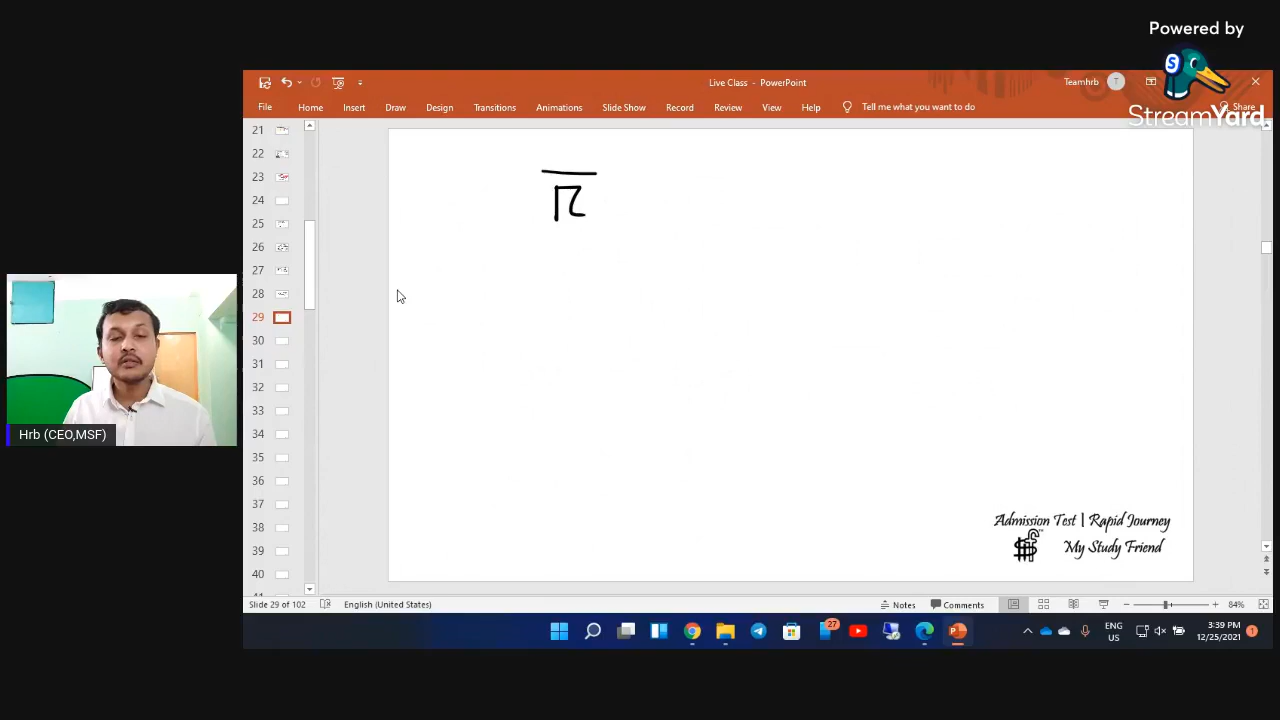 Powered by
StreamYard
Live Class - PowerPoint
Teamhrb
T
File Home Insert Draw Design Transitions Animations Slide Show Record Review View Help Tell me what you want to do
Share
21
22
23
24
25
26
27
28
29
30
31
32
33
34
35
36
37
38
39
40
π
Hrb (CEO,MSF)
Admission Test | Rapid Journey
My Study Friend
Slide 29 of 102 English (United States) Notes Comments 84%
27
ENG
US
3:39 PM
12/25/2021
1